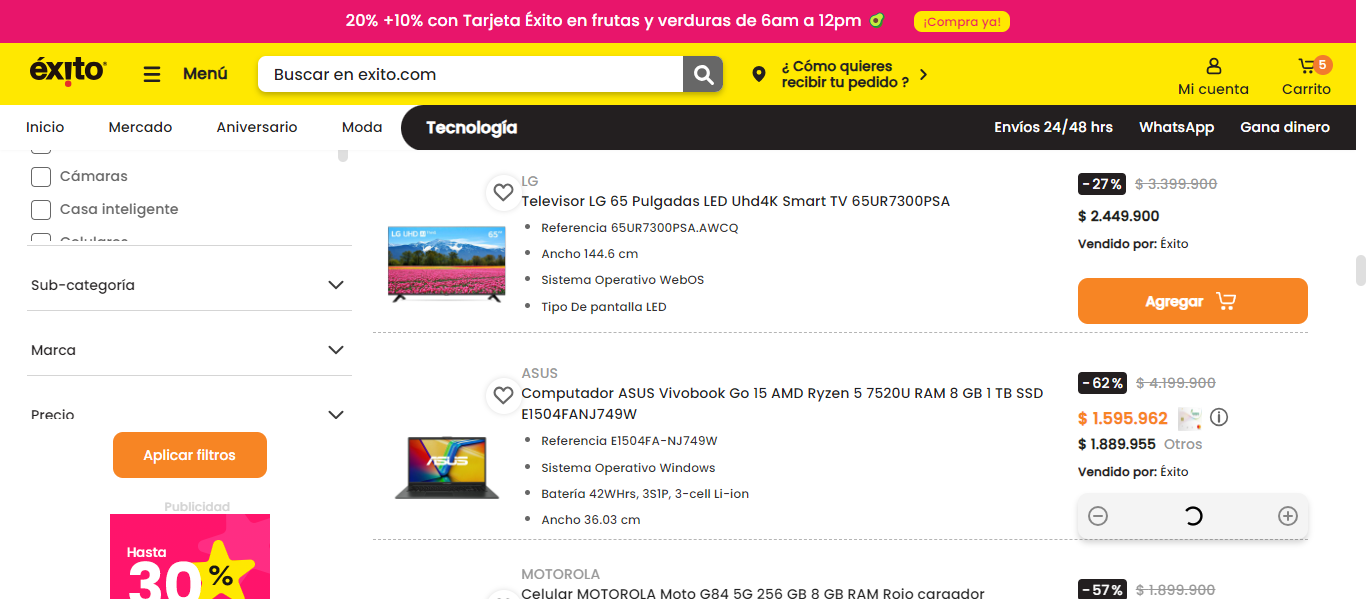 20% +10% con Tarjeta Éxito en frutas y verduras de 6am a 12pm
¡Compra ya!
éxito
Menú
Buscar en exito.com
¿ Cómo quieres
recibir tu pedido ?
Mi cuenta
5
Carrito
Inicio
Mercado
Aniversario
Moda
Tecnología
Envíos 24/48 hrs
WhatsApp
Gana dinero
Cámaras
Casa inteligente
Celulares
Sub-categoría
Marca
Precio
Aplicar filtros
Publicidad
Hasta
30%
LG UHD
65"
LG
Televisor LG 65 Pulgadas LED Uhd4K Smart TV 65UR7300PSA
Referencia 65UR7300PSA.AWCQ
Ancho 144.6 cm
Sistema Operativo WebOS
Tipo De pantalla LED
-27%
$ 3.399.900
$ 2.449.900
Vendido por: Éxito
Agregar
ASUS
ASUS
Computador ASUS Vivobook Go 15 AMD Ryzen 5 7520U RAM 8 GB 1 TB SSD
E1504FANJ749W
Referencia E1504FA-NJ749W
Sistema Operativo Windows
Batería 42WHrs, 3S1P, 3-cell Li-ion
Ancho 36.03 cm
-62%
$ 4.199.900
$ 1.595.962
$ 1.889.955 Otros
Vendido por: Éxito
MOTOROLA
Celular MOTOROLA Moto G84 5G 256 GB 8 GB RAM Rojo cargador
-57%
$ 1.899.900